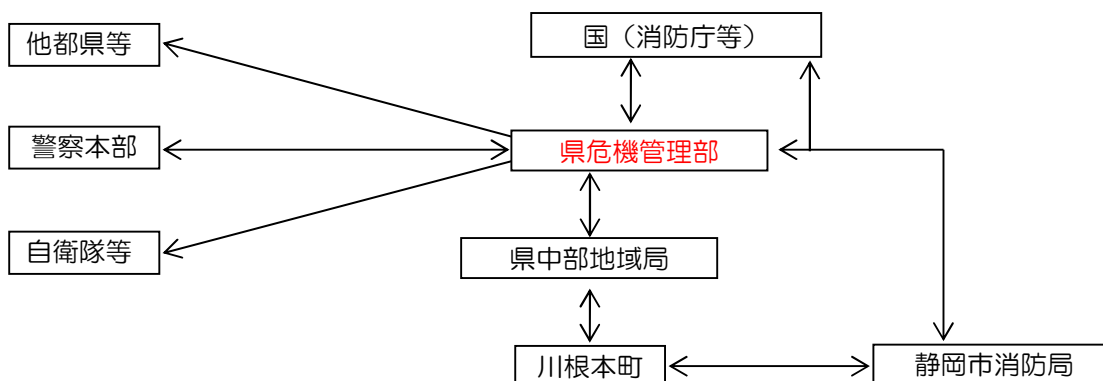 国（消防庁等）
他都県等
警察本部
県危機管理部
自衛隊等
県中部地域局
川根本町
静岡市消防局